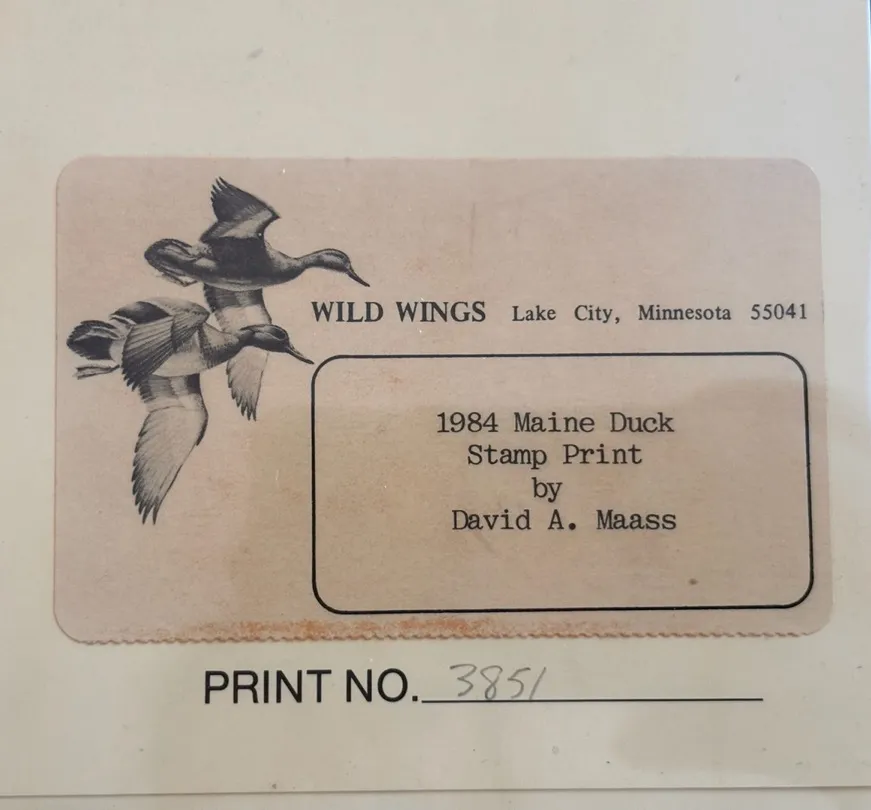 WILD WINGS Lake City, Minnesota 55041
1984 Maine Duck
Stamp Print
by
David A. Maass
PRINT NO. 3851